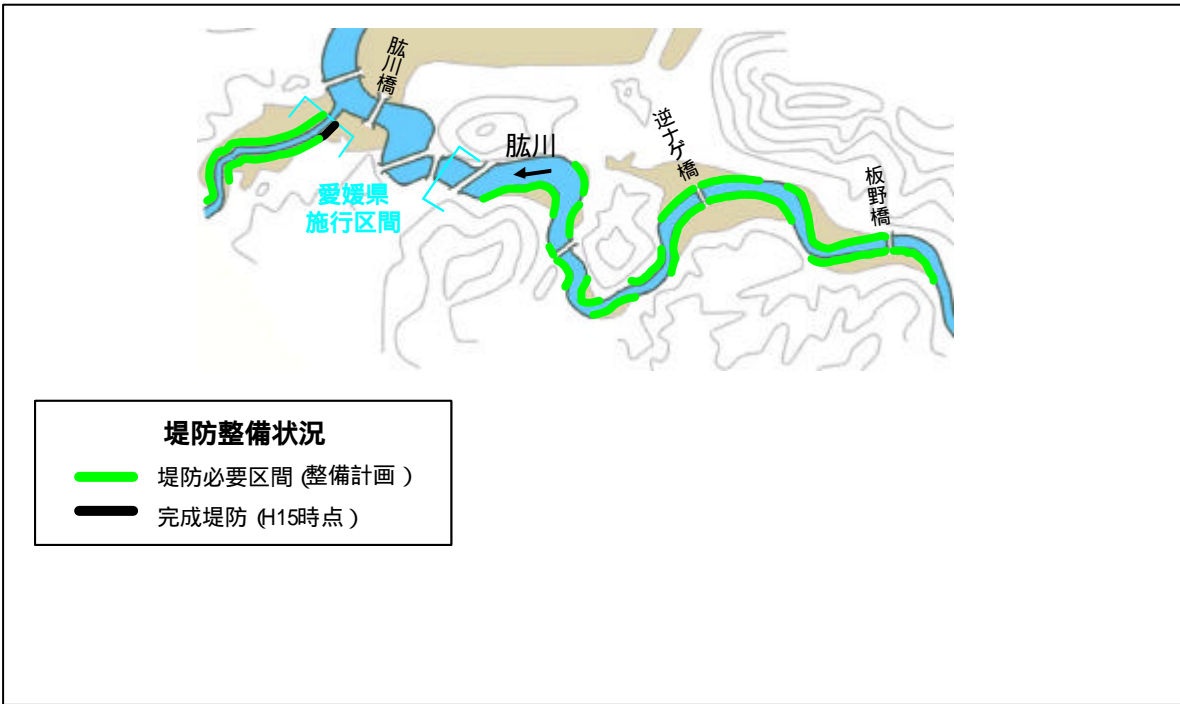 肱川橋
肱川
逆ナゲ橋
板野橋
愛媛県
施行区間
堤防整備状況
堤防必要区間 (整備計画 )
完成堤防 (H15時点 )